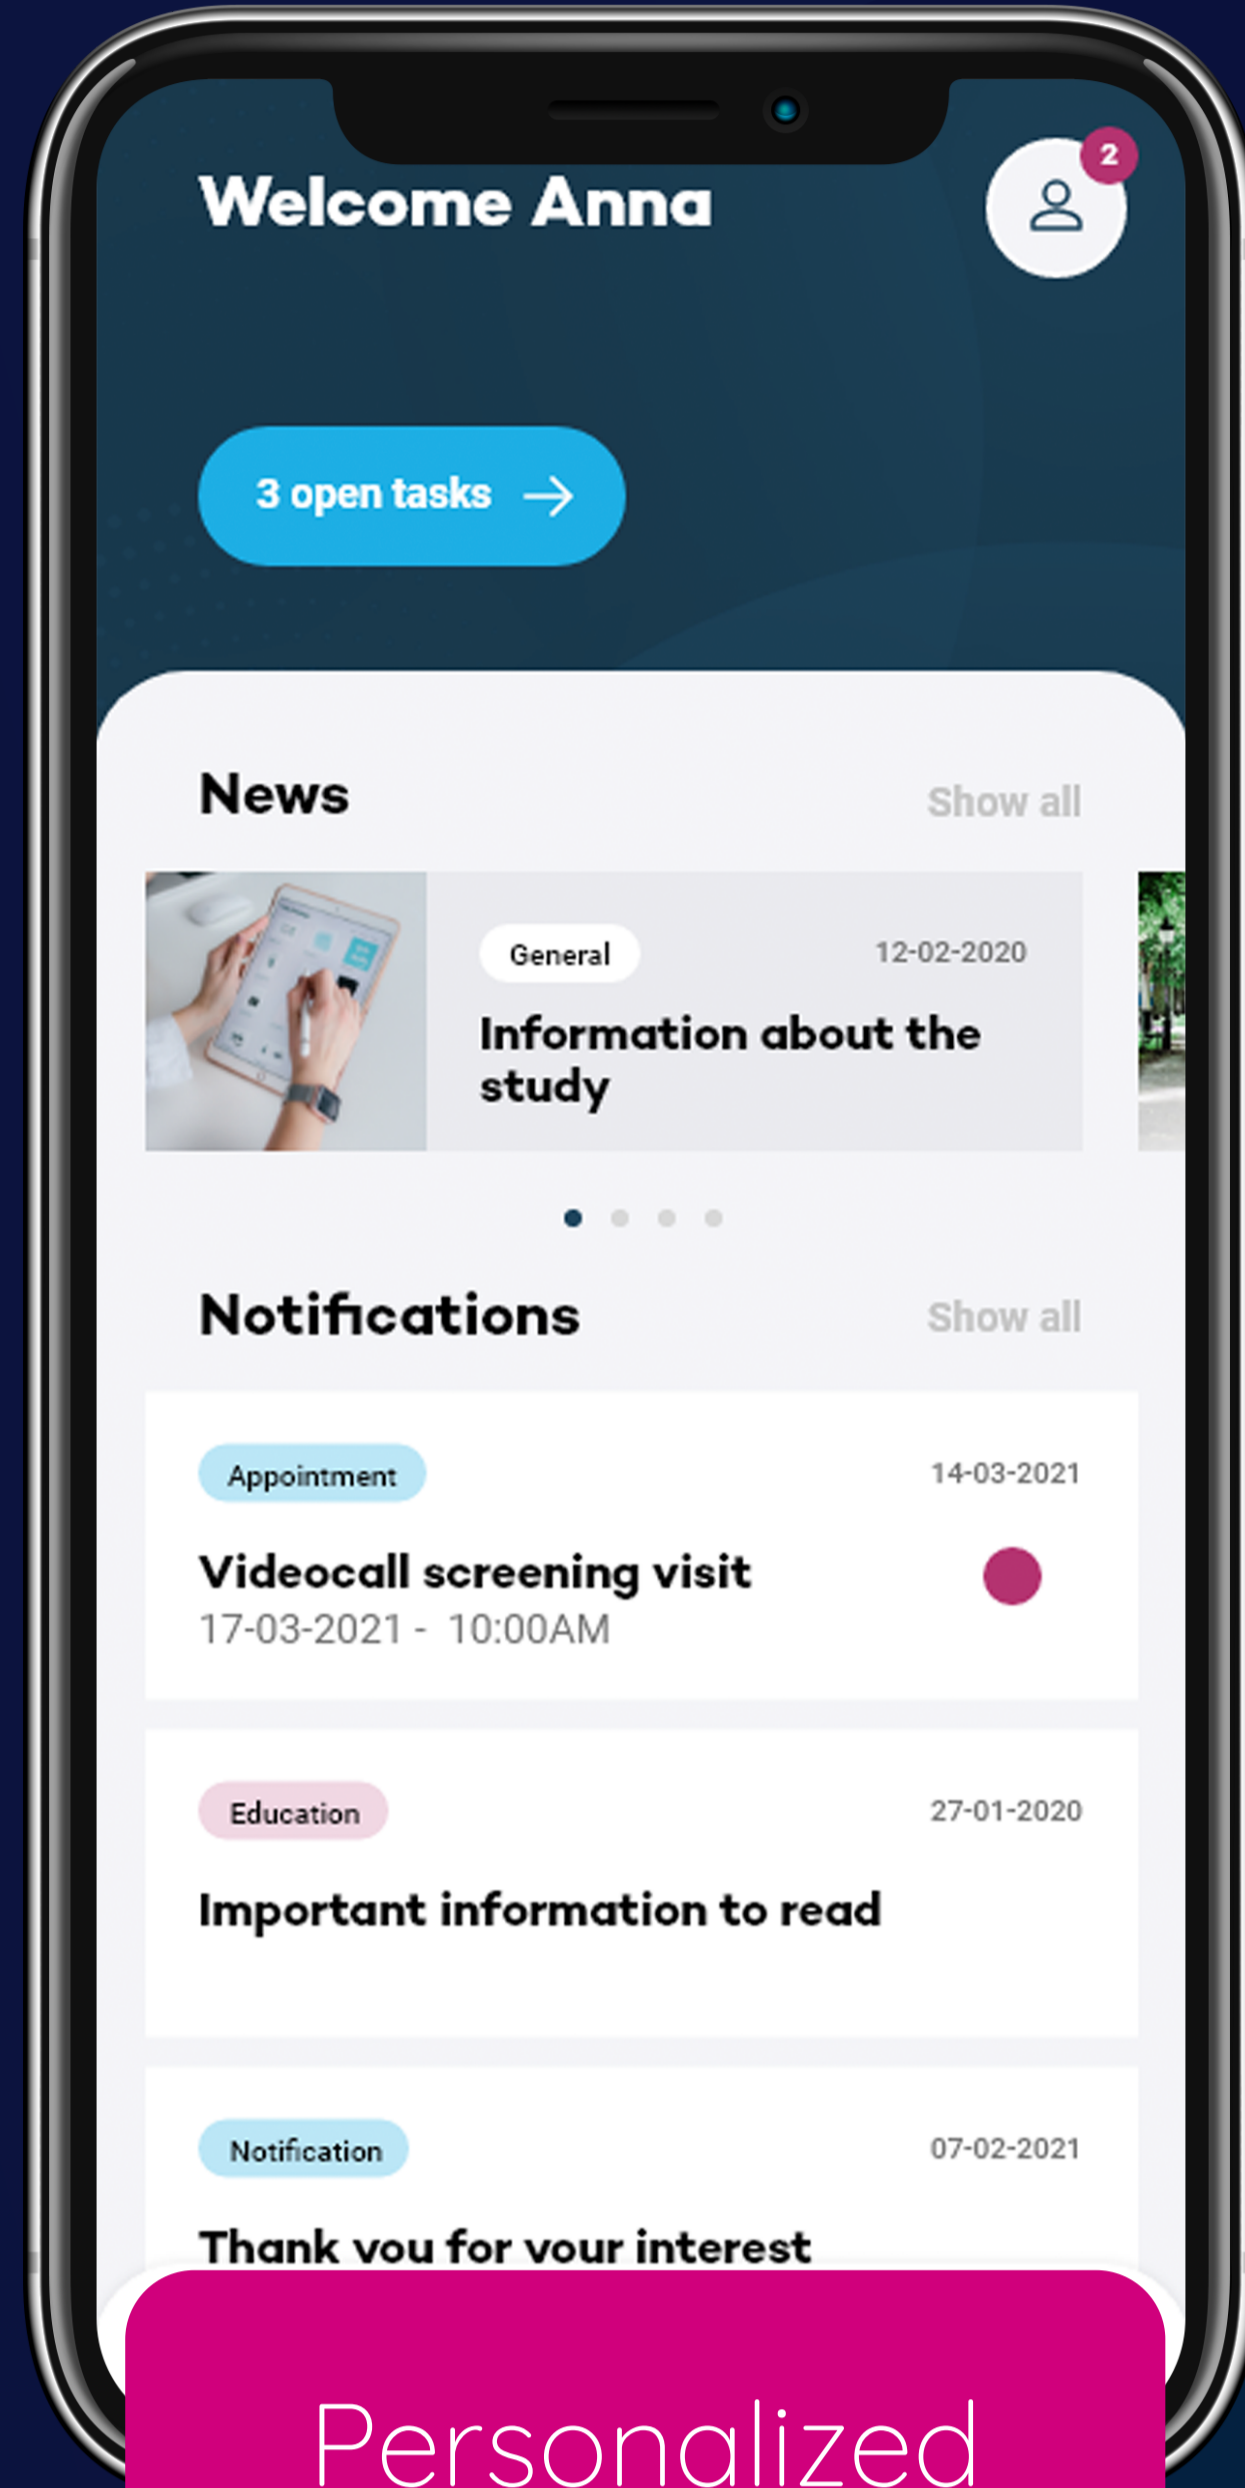 Welcome Anna
2
3 open tasks
News
Show all
General
12-02-2020
Information about the
study
Notifications
Show all
Appointment
14-03-2021
Videocall screening visit
17-03-2021 - 10:00AM
Education
27-01-2020
Important information to read
Notification
07-02-2021
Thank you for your interest
Personalized